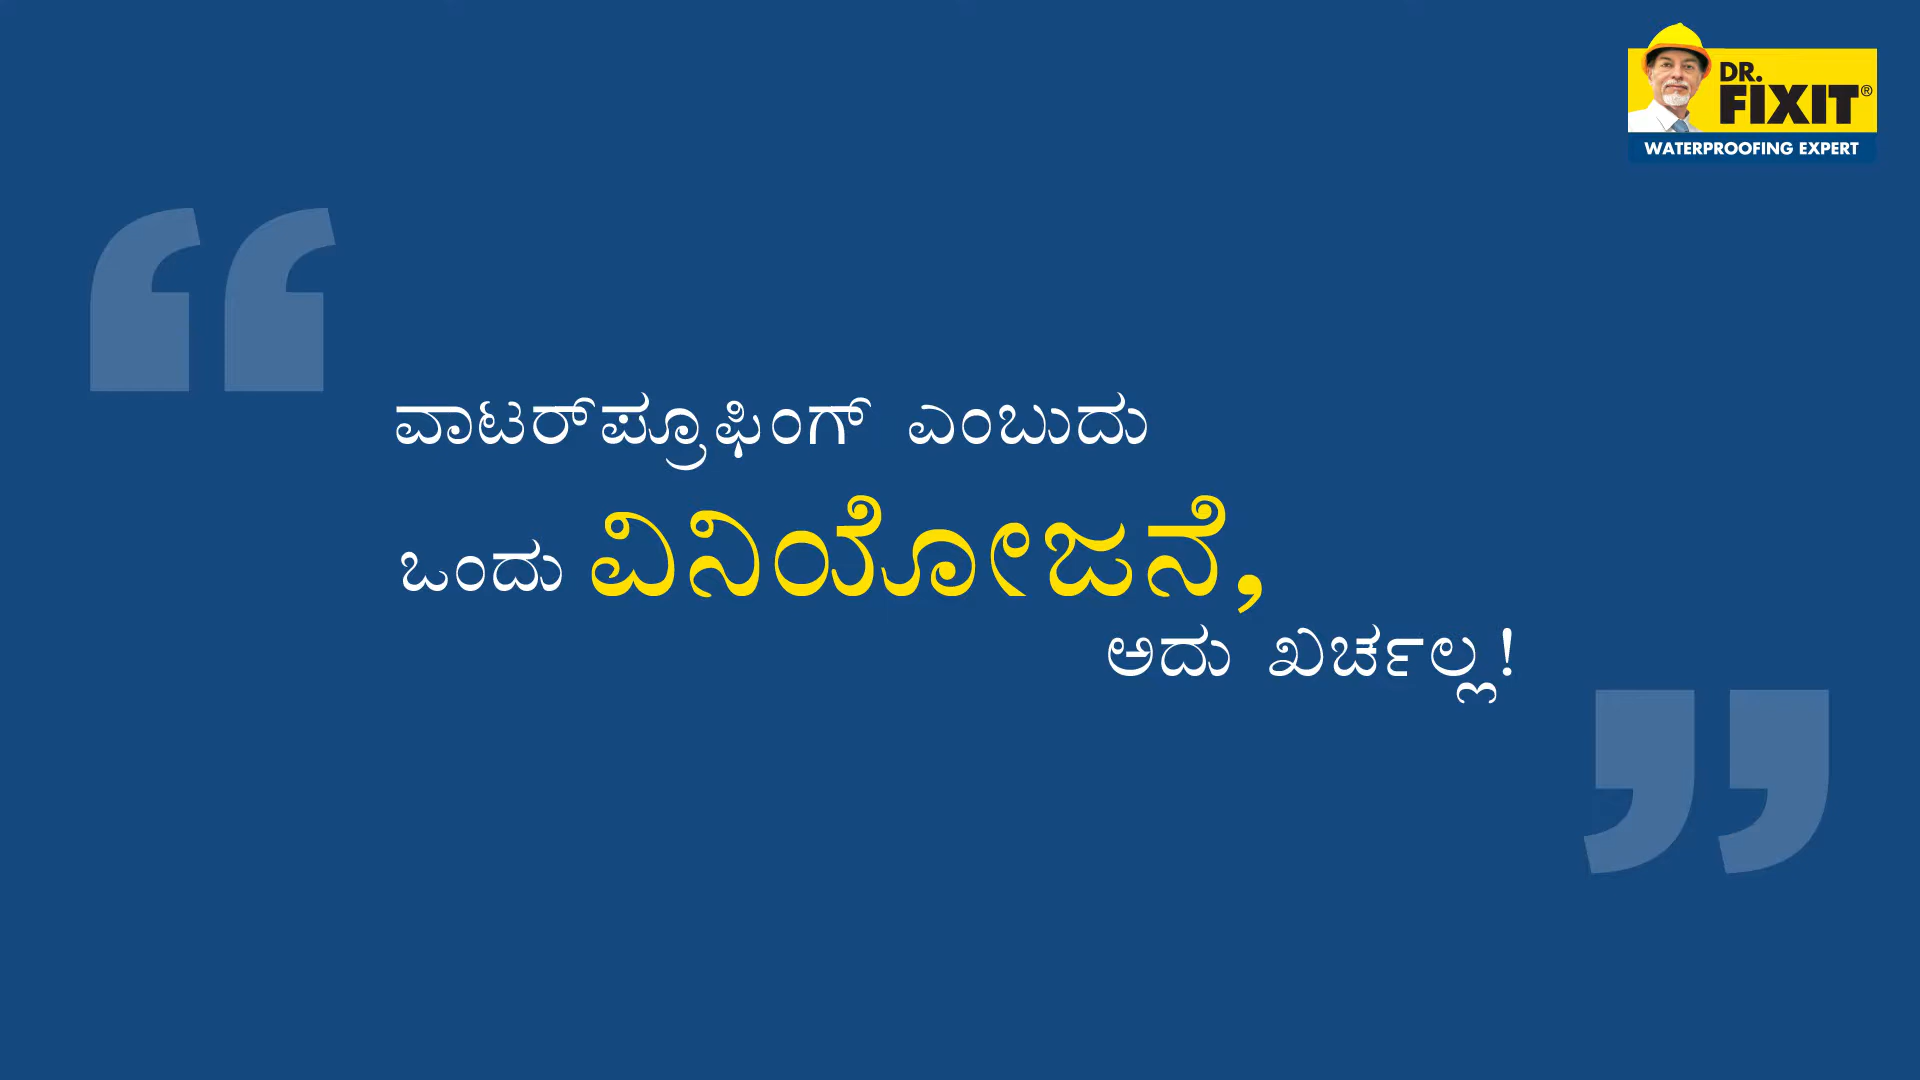 DR.
FIXIT®
WATERPROOFING EXPERT
“
ವಾಟರ್‌ಪ್ರೂಫಿಂಗ್ ಎಂಬುದು
ಒಂದು ವಿನಿಯೋಜನೆ,
ಅದು ಖರ್ಚಲ್ಲ!
”